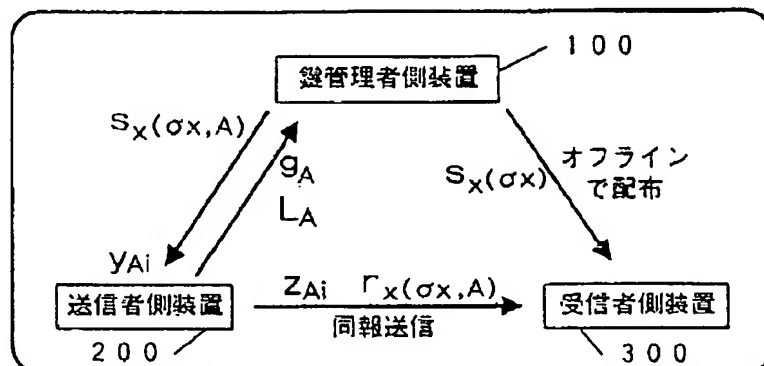 100
鍵管理者側装置
Sx(σx,A)
gA
LA
Sx(σx)
オフライン
で配布
yAi
送信者側装置
zAi rx(σx,A)
同報送信
受信者側装置
200
300